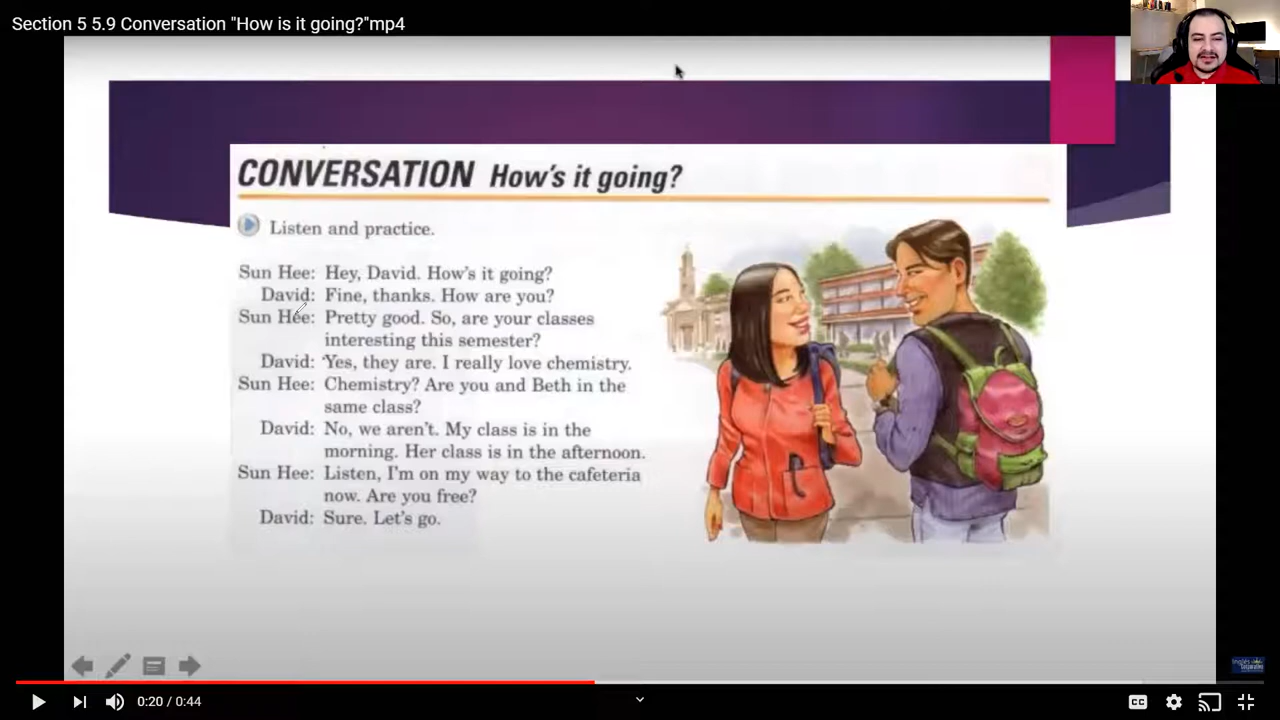 Section 5 5.9 Conversation "How is it going?"mp4
CONVERSATION How's it going?
Listen and practice.
Sun Hee: Hey, David. How's it going?
David: Fine, thanks. How are you?
Sun Hee: Pretty good. So, are your classes
interesting this semester?
David: Yes, they are. I really love chemistry.
Sun Hee: Chemistry? Are you and Beth in the
same class?
David: No, we aren't. My class is in the
morning. Her class is in the afternoon.
Sun Hee: Listen, I'm on my way to the cafeteria
now. Are you free?
David: Sure. Let's go.
0:20 / 0:44
CC